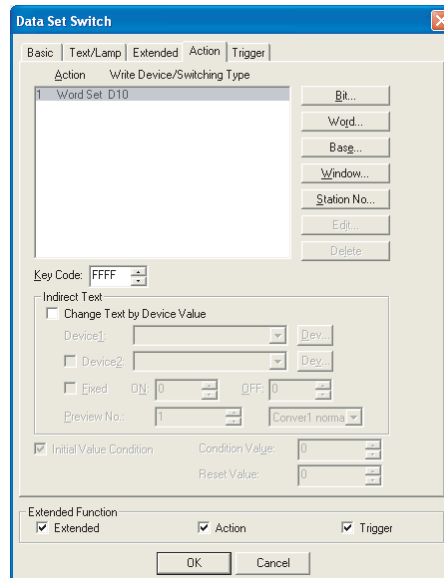 Data Set Switch
Basic Text/Lamp Extended Action Trigger
Action Write Device/Switching Type
1 Word Set D10
Bit...
Word...
Base...
Window...
Station No...
Edit...
Delete
Key Code: FFFF
Indirect Text
Change Text by Device Value
Device1: Dev...
Device2: Dev...
Fixed ON: 0 OFF: 0
Preview No.: 1 Conver1 norma
Initial Value Condition Condition Value: 0
Reset Value: 0
Extended Function
Extended Action Trigger
OK Cancel